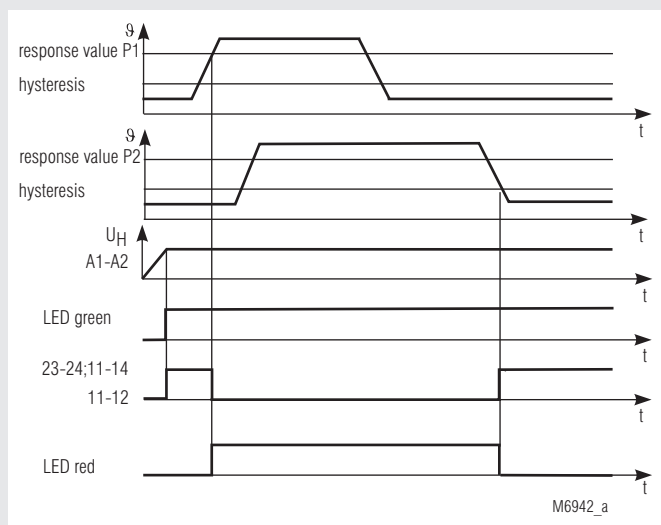 ϑ
response value P1
hysteresis
t
ϑ
response value P2
hysteresis
t
UH
A1-A2
t
LED green
t
23-24;11-14
11-12
t
LED red
t
M6942_a